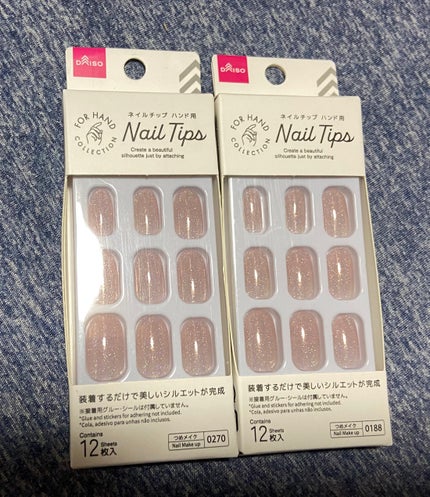 DAISO
FOR HAND COLLECTION
ネイルチップ ハンド用
Nail Tips
Create a beautiful
silhouette just by attaching
装着するだけで美しいシルエットが完成
※接着用グルー・シールは付属していません。
*Glue and stickers for adhering not included.
*Cola, adesivo para unhas não inclusos.
Contains
12 Sheets 枚入
つめメイク
Nail Make up
0270
DAISO
FOR HAND COLLECTION
ネイルチップ ハンド用
Nail Tips
Create a beautiful
silhouette just by attaching
装着するだけで美しいシルエットが完成
※接着用グルー・シールは付属していません。
*Glue and stickers for adhering not included.
*Cola, adesivo para unhas não inclusos.
Contains
12 Sheets 枚入
つめメイク
Nail Make up
0188